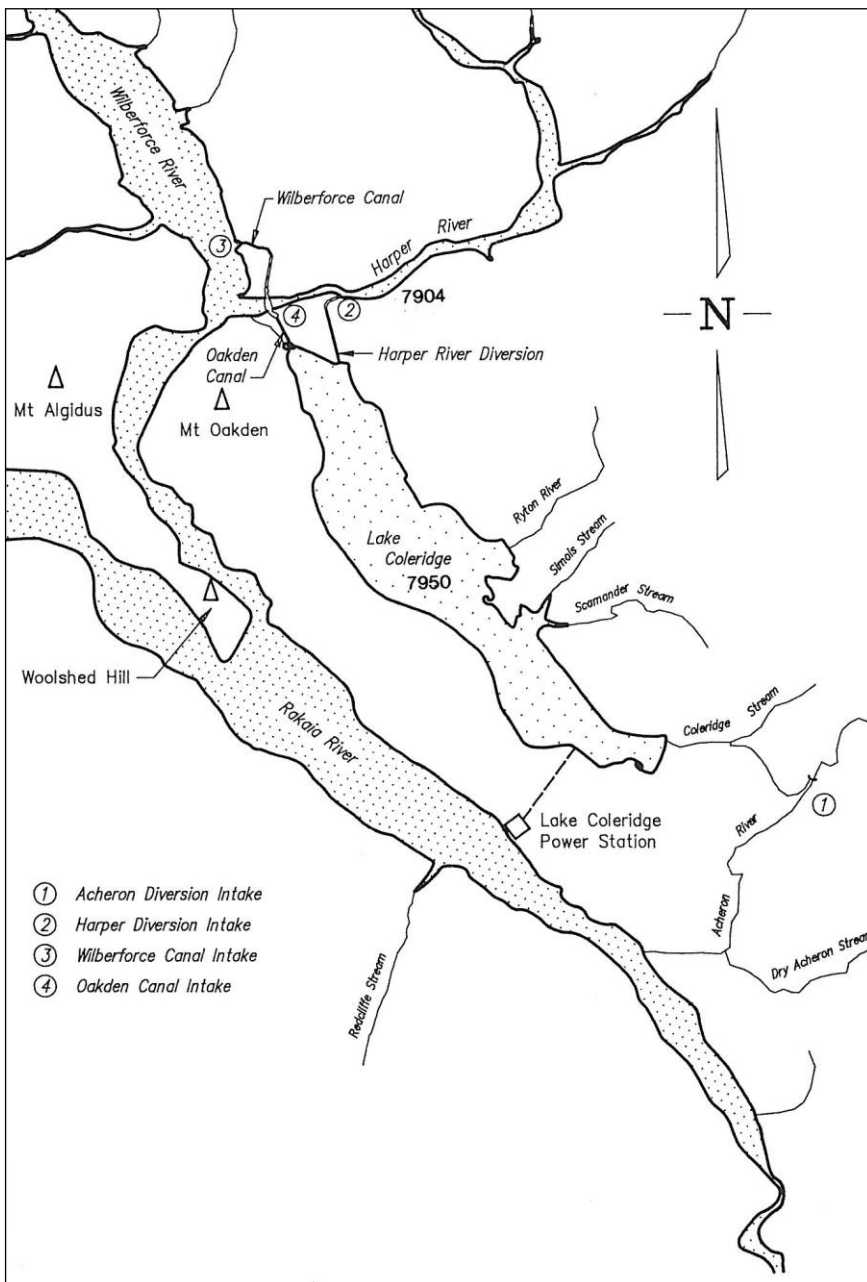 Wilberforce River
Wilberforce Canal
③
Harper River
7904
④
②
N
Oakden
Canal
Harper River Diversion
Mt Algidus
Mt Oakden
Ryton River
Lake
Coleridge
7950
Simois Stream
Scamander Stream
Woolshed Hill
Rakaia River
Coleridge Stream
①
Lake Coleridge
Power Station
Acheron River
Dry Acheron Stream
Redcliffe Stream
① Acheron Diversion Intake
② Harper Diversion Intake
③ Wilberforce Canal Intake
④ Oakden Canal Intake